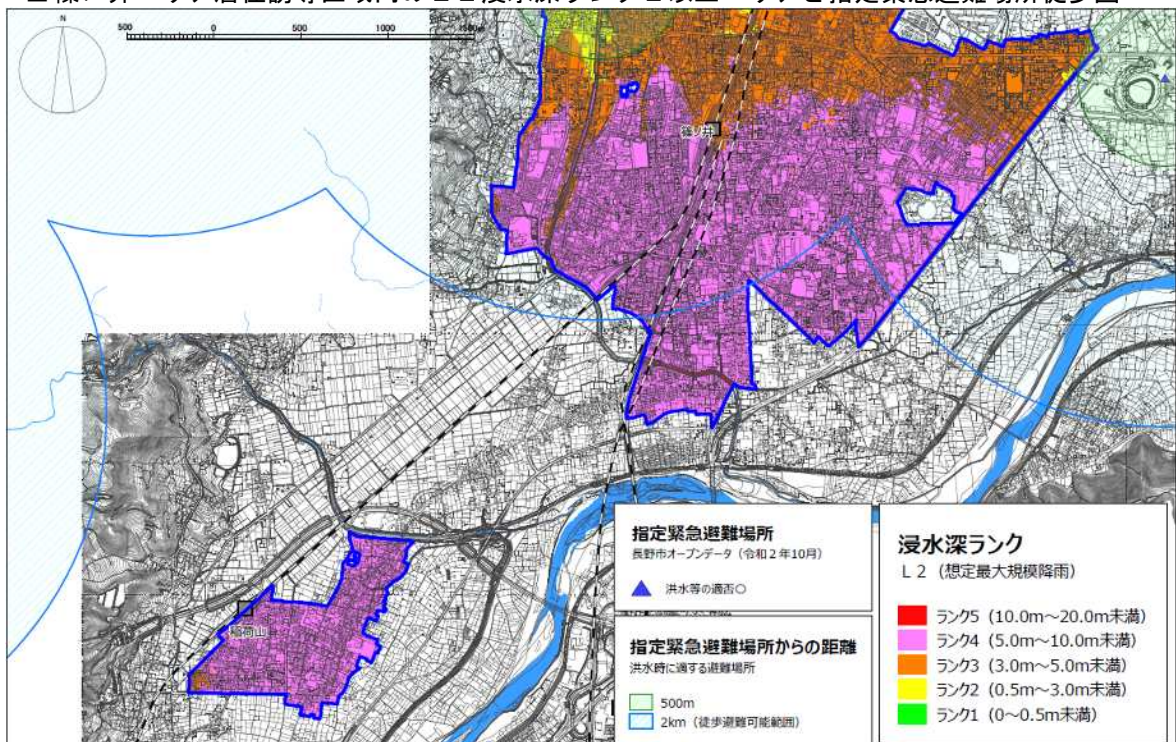 N
500
0
500
1000
篠ノ井
稲荷山
指定緊急避難場所
長野市オープンデータ（令和２年10月）
洪水等の適否○
指定緊急避難場所からの距離
洪水時に適する避難場所
500m
2km（徒歩避難可能範囲）
浸水深ランク
Ｌ２（想定最大規模降雨）
ランク5（10.0m～20.0m未満）
ランク4（5.0m～10.0m未満）
ランク3（3.0m～5.0m未満）
ランク2（0.5m～3.0m未満）
ランク1（0～0.5m未満）